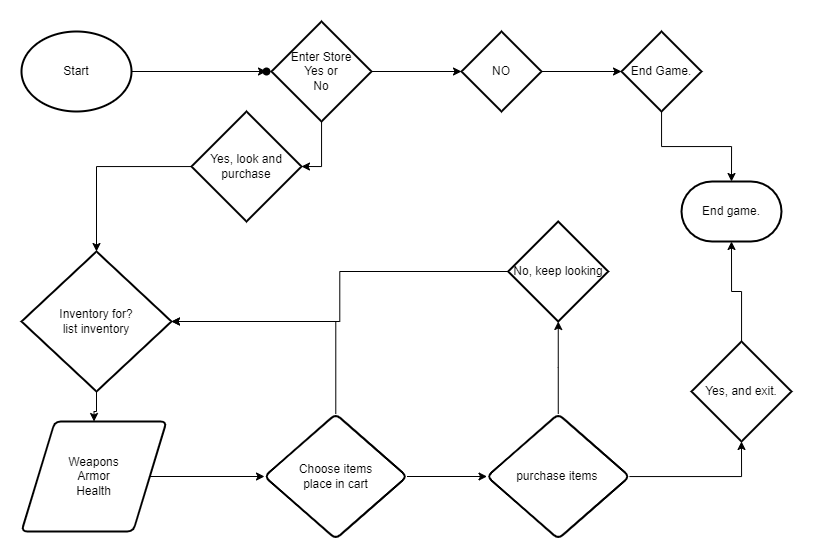 Start
Enter Store
Yes or
No
NO
End Game.
Yes, look and
purchase
End game.
No, keep looking
Inventory for?
list inventory
Yes, and exit.
Weapons
Armor
Health
Choose items
place in cart
purchase items